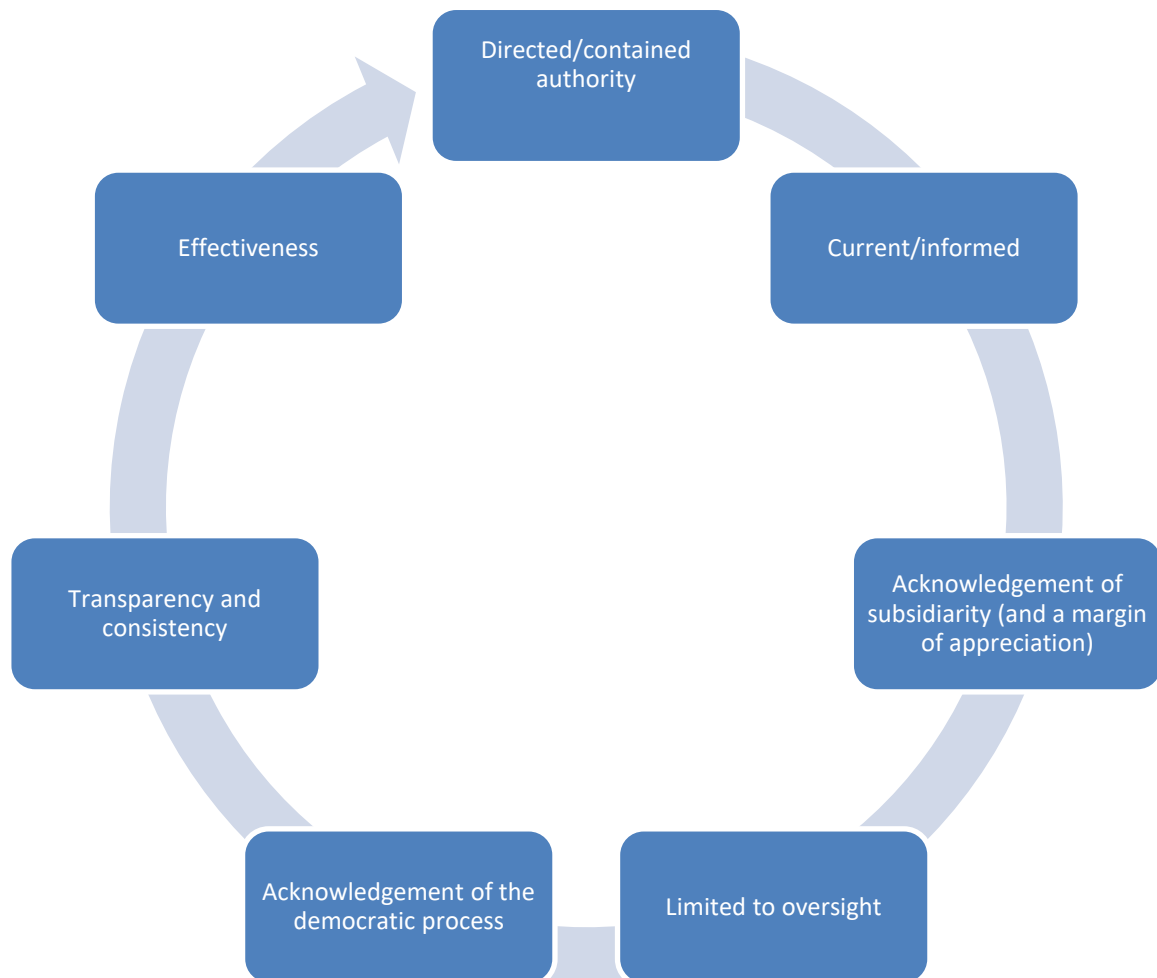 Directed/contained
authority
Current/informed
Acknowledgement of
subsidiarity (and a margin
of appreciation)
Limited to oversight
Acknowledgement of the
democratic process
Transparency and
consistency
Effectiveness